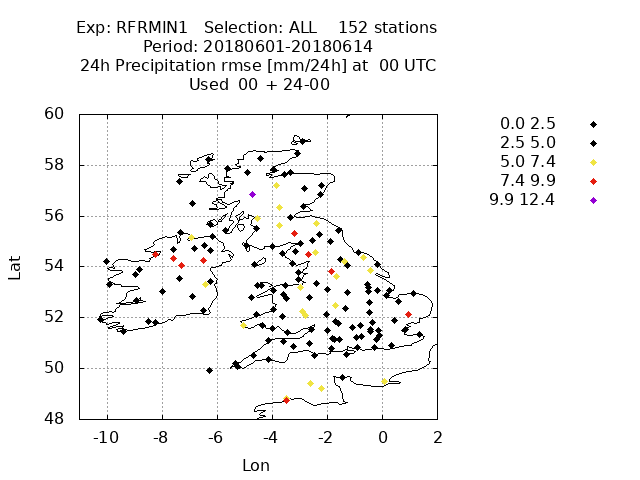 Exp: RFRMIN1   Selection: ALL    152 stations
Period: 20180601-20180614
24h Precipitation rmse [mm/24h] at  00 UTC
Used  00 + 24-00
0.0 2.5
2.5 5.0
5.0 7.4
7.4 9.9
9.9 12.4
60
58
56
54
52
50
48
Lat
-10 -8 -6 -4 -2 0 2
Lon